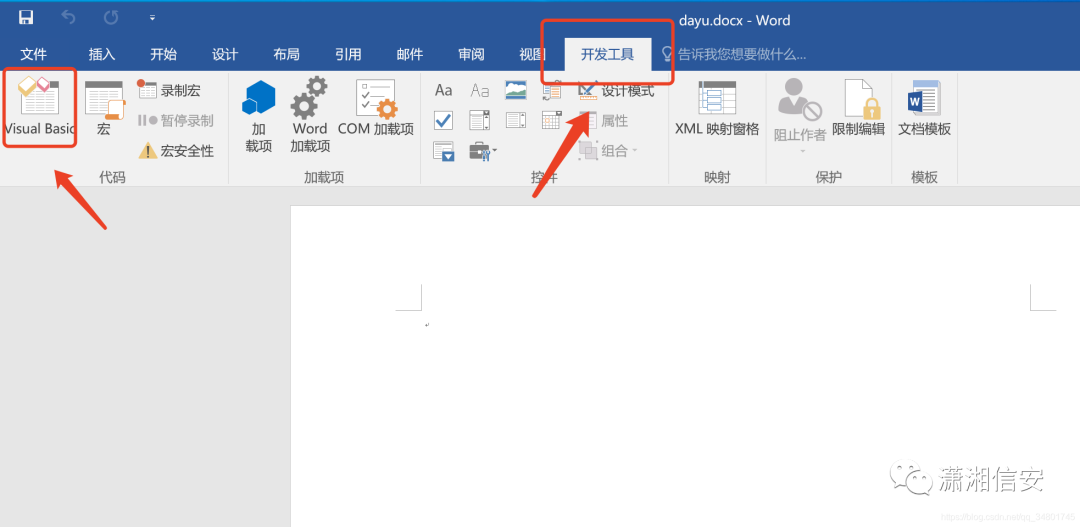 dayu.docx - Word
文件 插入 开始 设计 布局 引用 邮件 审阅 视图 开发工具 告诉我您想要做什么...
Visual Basic
宏
录制宏
暂停录制
宏安全性
代码
加
载项
Word
加载项
COM 加载项
加载项
Aa Aa
设计模式
属性
组合
控件
XML 映射窗格
映射
阻止作者
限制编辑
保护
文档模板
模板
潇湘信安